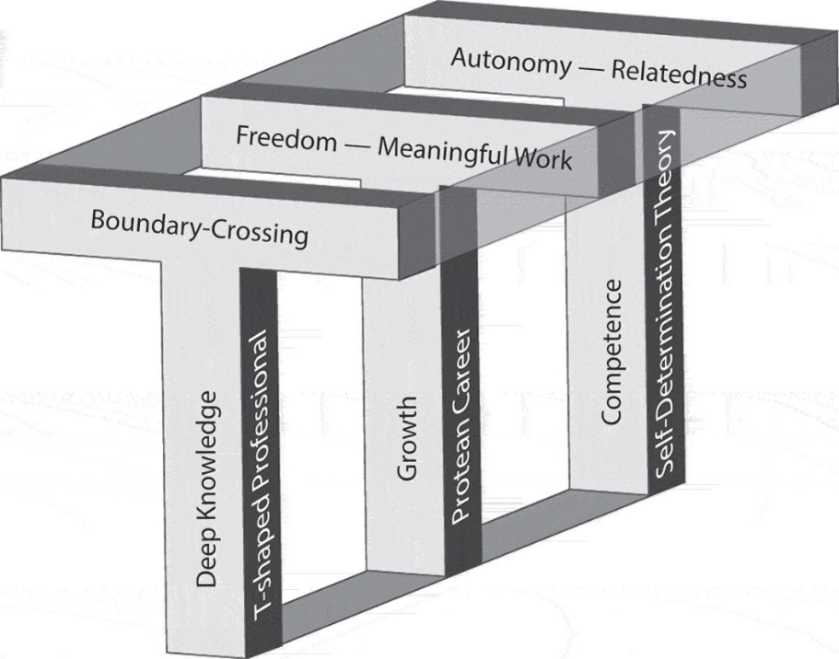 Autonomy — Relatedness
Freedom — Meaningful Work
Boundary-Crossing
Deep Knowledge
T-shaped Professional
Growth
Protean Career
Competence
Self-Determination Theory